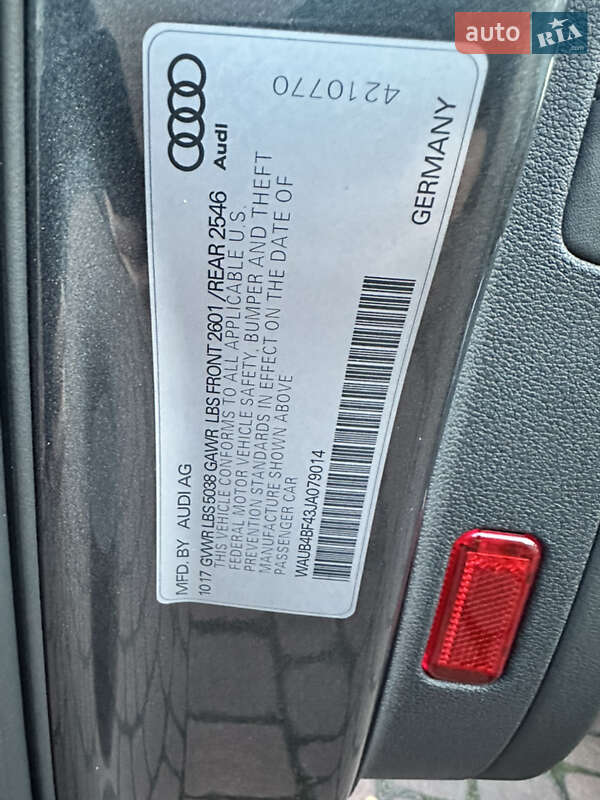 auto RIA
Audi
4210770
MFD. BY AUDI AG
1017 GVWR LBS 5038 GAWR LBS FRONT 2601 /REAR 2546
THIS VEHICLE CONFORMS TO ALL APPLICABLE U.S.
FEDERAL MOTOR VEHICLE SAFETY, BUMPER AND THEFT
PREVENTION STANDARDS IN EFFECT ON THE DATE OF
MANUFACTURE SHOWN ABOVE
PASSENGER CAR
WAUB4BF43JA079014
GERMANY